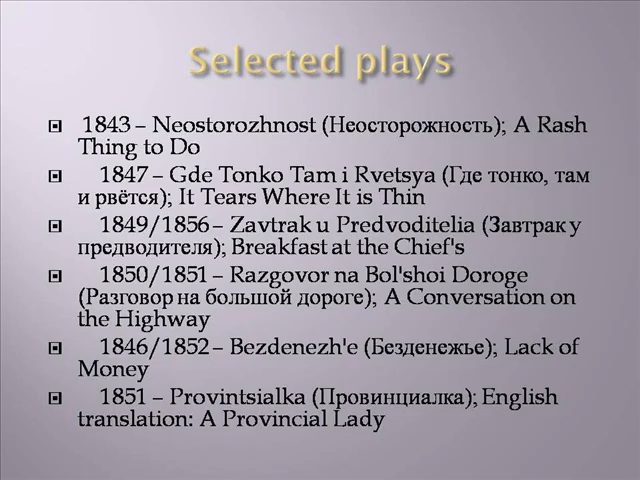 Selected plays
1843 – Neostorozhnost (Неосторожность); A Rash
Thing to Do
1847 – Gde Tonko Tam i Rvetsya (Где тонко, там
и рвётся); It Tears Where It is Thin
1849/1856 – Zavtrak u Predvoditelia (Завтрак у
предводителя); Breakfast at the Chief's
1850/1851 – Razgovor na Bol'shoi Doroge
(Разговор на большой дороге); A Conversation on
the Highway
1846/1852 – Bezdenezh'e (Безденежье); Lack of
Money
1851 – Provintsialka (Провинциалка); English
translation: A Provincial Lady